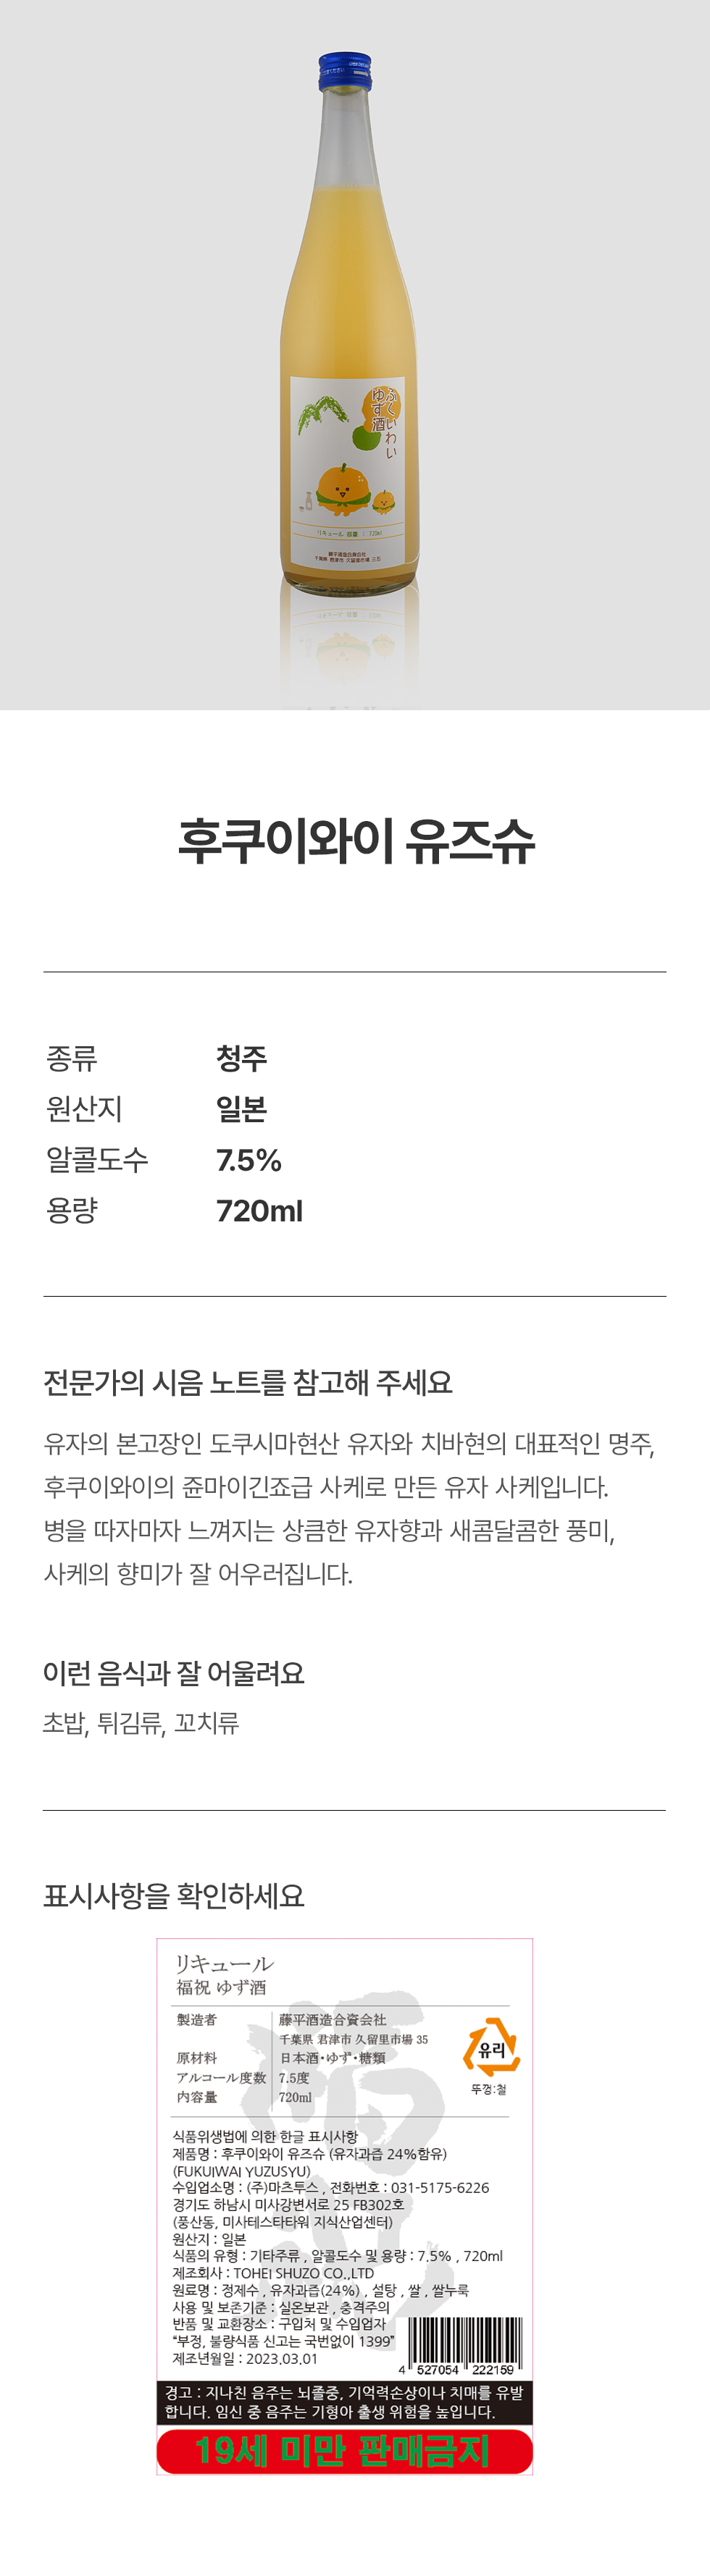 ふくいわい
ゆず酒
リキュール 容量 : 720ml
藤平酒造合資会社
千葉県 君津市 久留里市場 三五
후쿠이와이 유즈슈
종류 청주
원산지 일본
알콜도수 7.5%
용량 720ml
전문가의 시음 노트를 참고해 주세요
유자의 본고장인 도쿠시마현산 유자와 치바현의 대표적인 명주,
후쿠이와이의 쥰마이긴죠급 사케로 만든 유자 사케입니다.
병을 따자마자 느껴지는 상큼한 유자향과 새콤달콤한 풍미,
사케의 향미가 잘 어우러집니다.
이런 음식과 잘 어울려요
초밥, 튀김류, 꼬치류
표시사항을 확인하세요
リキュール
福祝 ゆず酒
製造者 藤平酒造合資会社
千葉県 君津市 久留里市場 35
原材料 日本酒・ゆず・糖類
アルコール度数 7.5度
内容量 720ml
유리
뚜껑:철
식품위생법에 의한 한글 표시사항
제품명 : 후쿠이와이 유즈슈 (유자과즙 24%함유)
(FUKUIWAI YUZUSYU)
수입업소명 : (주)마츠투스 , 전화번호 : 031-5175-6226
경기도 하남시 미사강변서로 25 FB302호
(풍산동, 미사테스타타워 지식산업센터)
원산지 : 일본
식품의 유형 : 기타주류 , 알콜도수 및 용량 : 7.5% , 720ml
제조회사 : TOHEI SHUZO CO.,LTD
원료명 : 정제수 , 유자과즙(24%) , 설탕 , 쌀 , 쌀누룩
사용 및 보존기준 : 실온보관 , 충격주의
반품 및 교환장소 : 구입처 및 수입업자
“부정, 불량식품 신고는 국번없이 1399”
제조년월일 : 2023.03.01
4 527054 222159
경고 : 지나친 음주는 뇌졸중, 기억력손상이나 치매를 유발
합니다. 임신 중 음주는 기형아 출생 위험을 높입니다.
19세 미만 판매금지